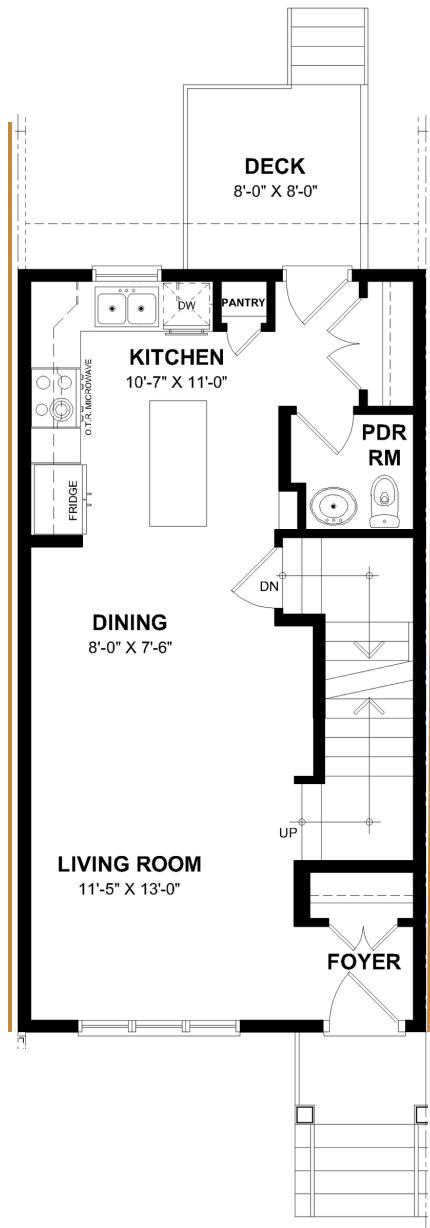 DECK
8'-0" X 8'-0"
DW
PANTRY
KITCHEN
10'-7" X 11'-0"
O.T.R. MICROWAVE
PDR
RM
FRIDGE
DN
DINING
8'-0" X 7'-6"
UP
LIVING ROOM
11'-5" X 13'-0"
FOYER